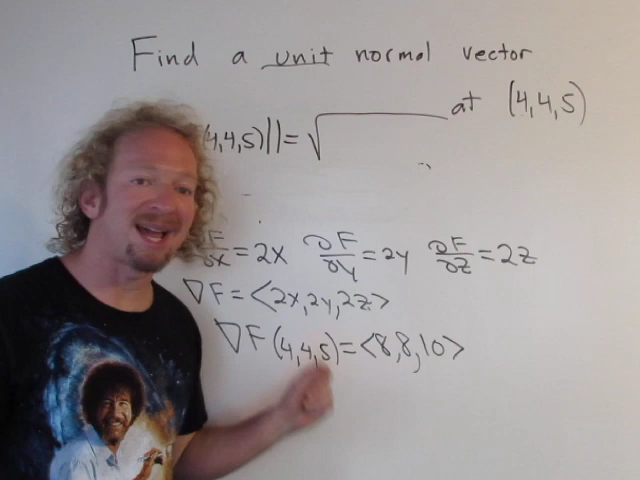 Find a unit normal vector
at (4,4,5)
(4,4,5)||=√
∂F/∂x=2x ∂F/∂y=2y ∂F/∂z=2z
∇F=<2x,2y,2z>
∇F(4,4,5)=<8,8,10>